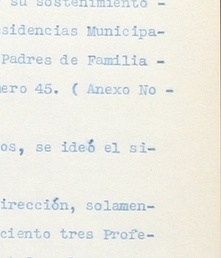 su sostenimiento -
sidencias Municipa-
Padres de Familia -
ero 45. ( Anexo No -
os, se ideó el si-
irección, solamen-
ciento tres Profe-